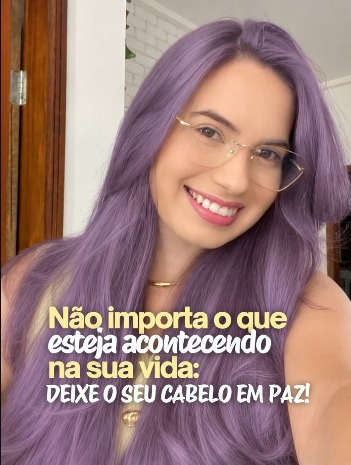 Não importa o que
esteja acontecendo
na sua vida:
DEIXE O SEU CABELO EM PAZ!